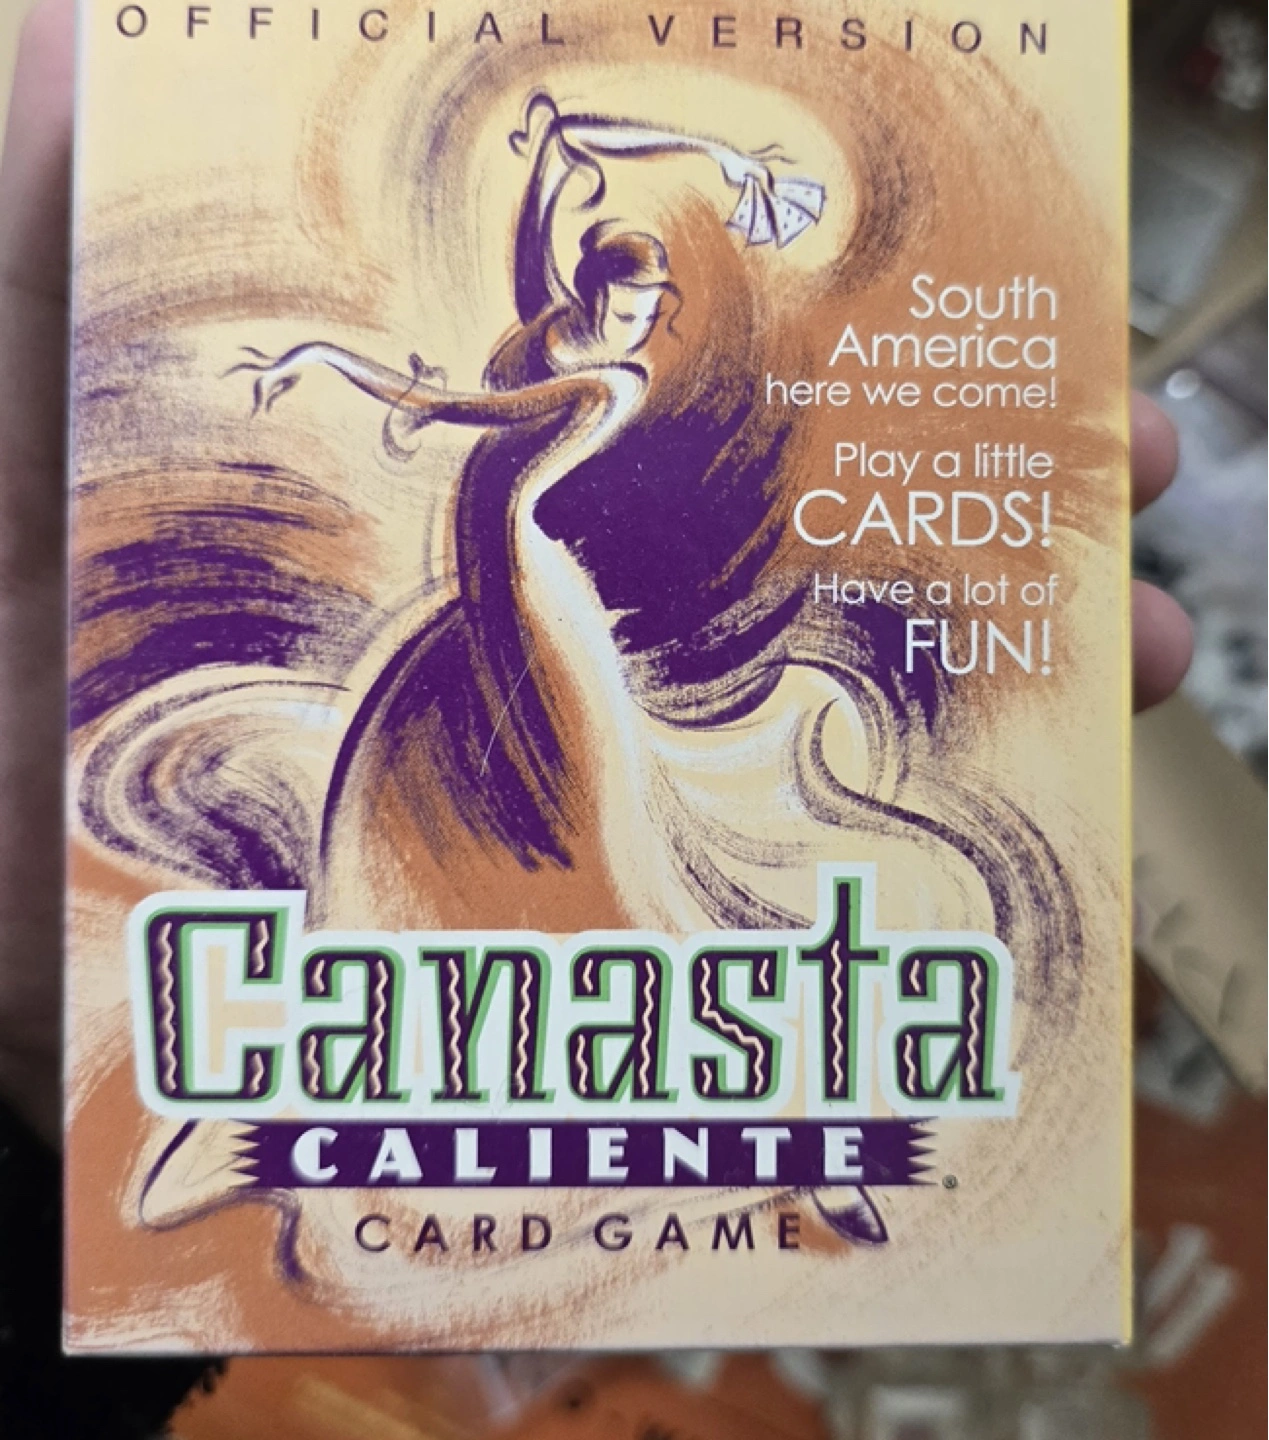 OFFICIAL VERSION
South
America
here we come!
Play a little
CARDS!
Have a lot of
FUN!
Canasta
CALIENTE®
CARD GAME